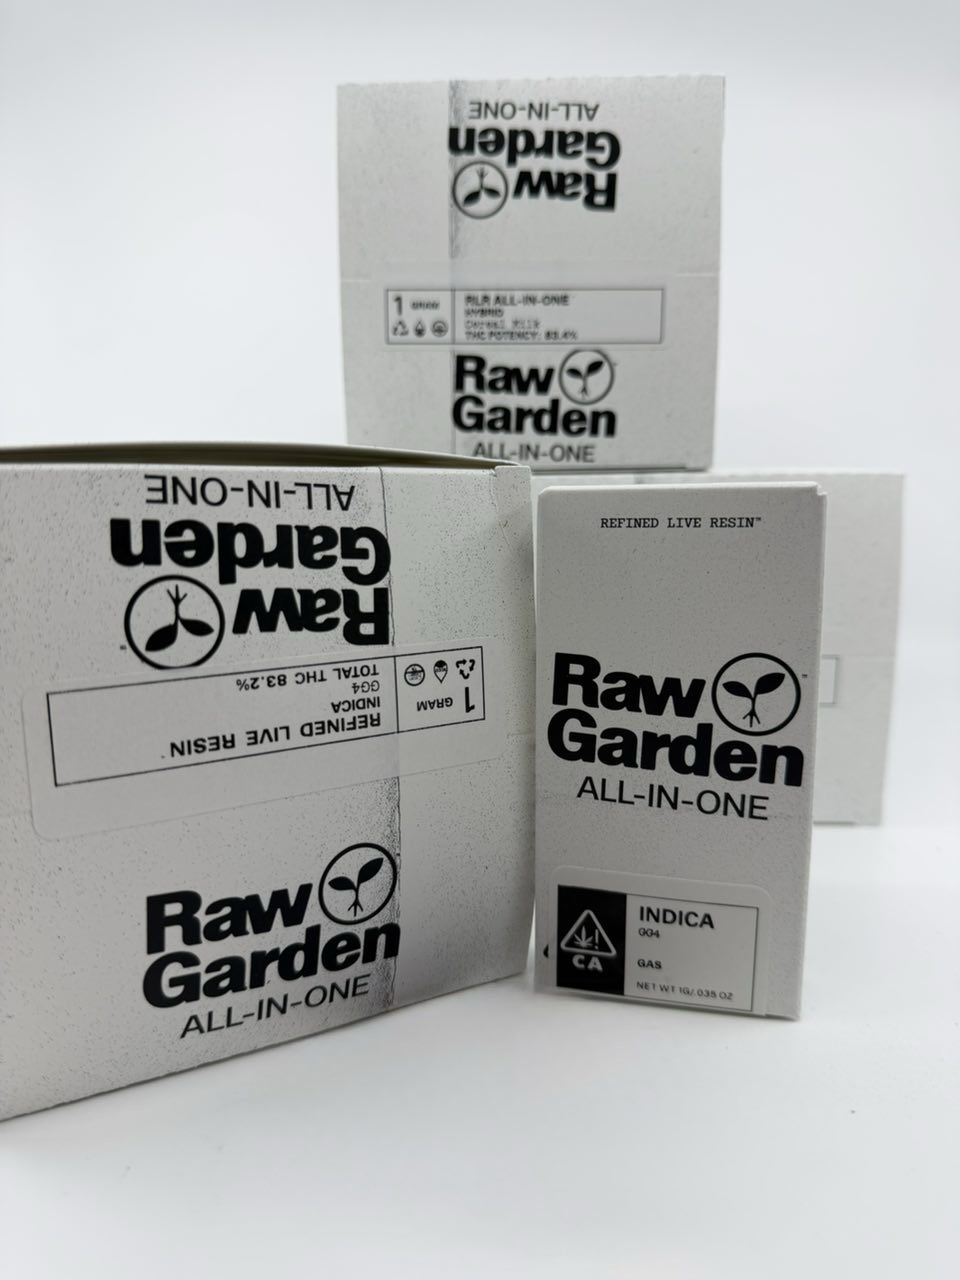 ALL-IN-ONE
Garden
Raw
1 GRAM
RLR ALL-IN-ONE
HYBRID
Cereal Milk
THC POTENCY: 83.4%
Raw
Garden
ALL-IN-ONE
ALL-IN-ONE
Garden
Raw
1 GRAM
REFINED LIVE RESIN
INDICA
GG4
TOTAL THC 83.2%
Raw
Garden
ALL-IN-ONE
REFINED LIVE RESIN™
Raw
Garden
ALL-IN-ONE
CA
INDICA
GG4
GAS
NET WT 1G/.035 OZ